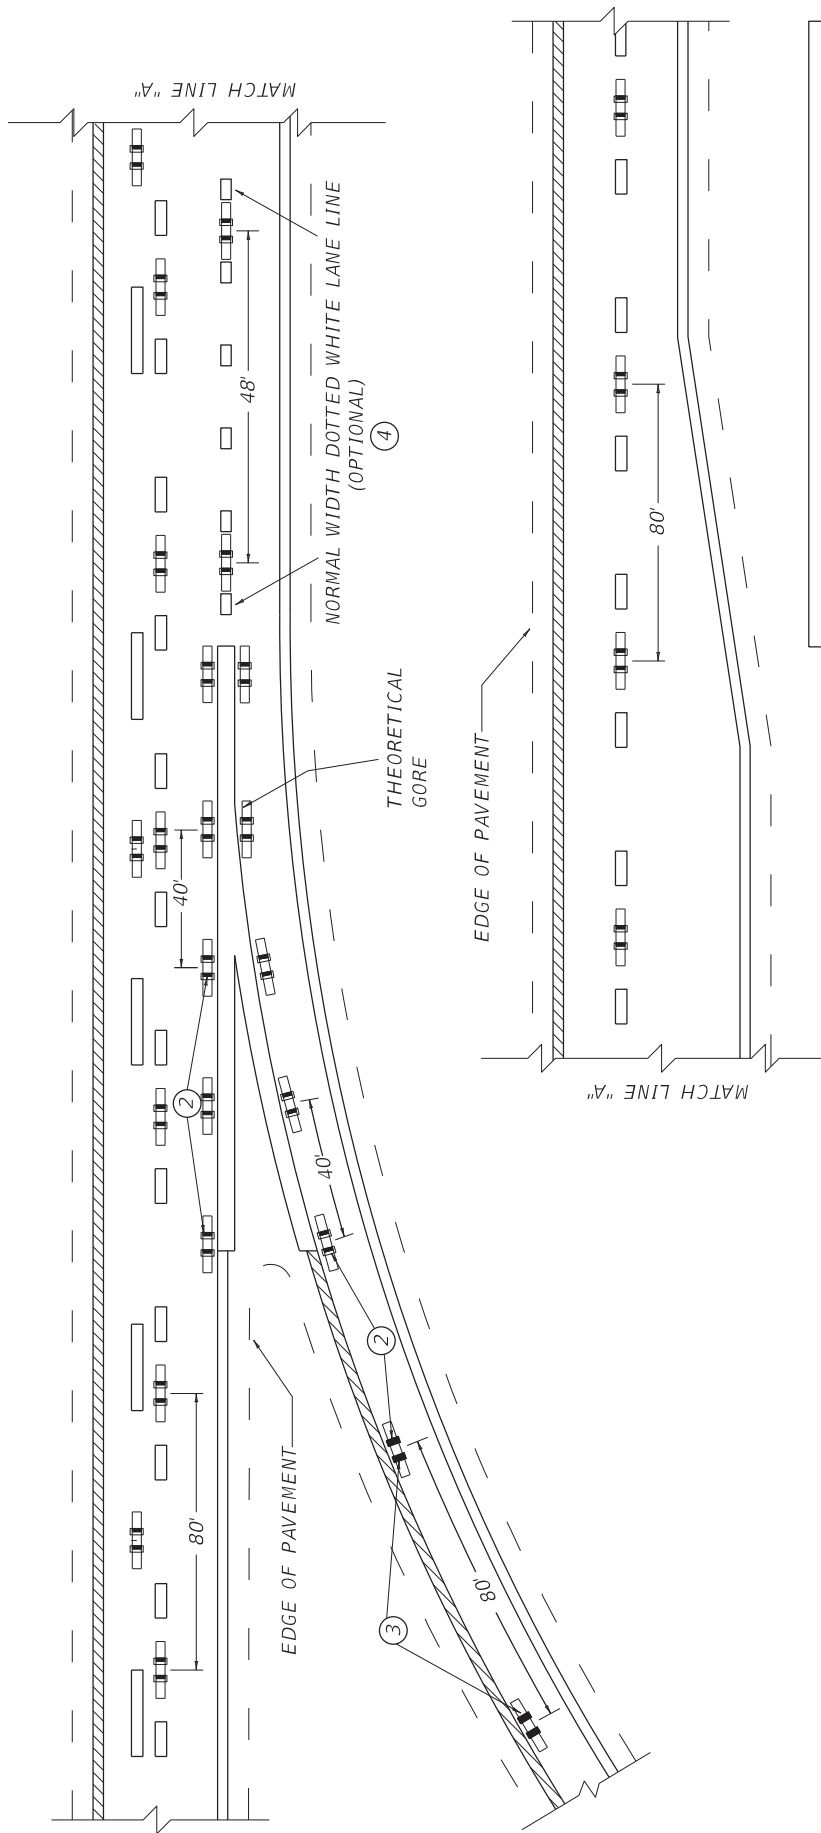 MATCH LINE "A"
48'
NORMAL WIDTH DOTTED WHITE LANE LINE
(OPTIONAL)
4
THEORETICAL
GORE
40'
2
40'
2
80'
EDGE OF PAVEMENT
3
80'
80'
EDGE OF PAVEMENT
MATCH LINE "A"